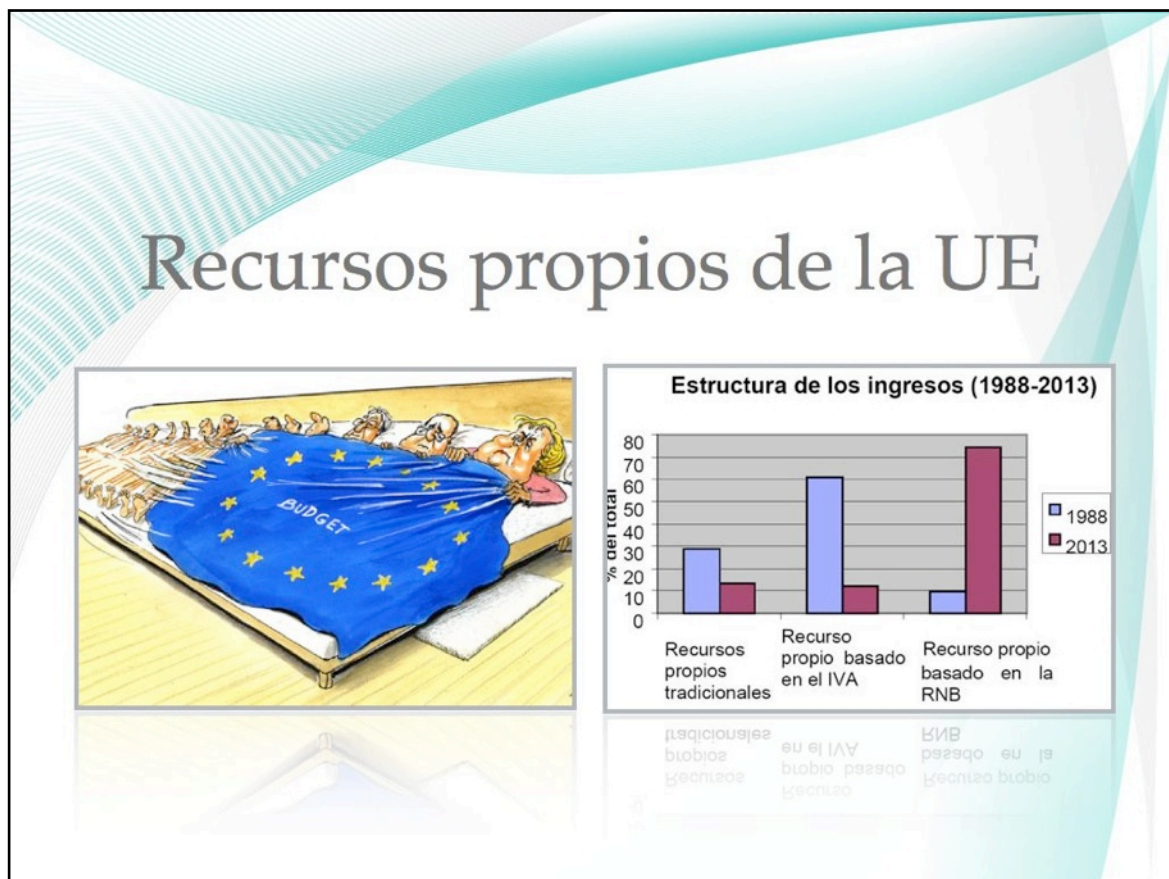 Recursos propios de la UE
BUDGET
Estructura de los ingresos (1988-2013)
% del total
80
70
60
50
40
30
20
10
0
Recursos
propios
tradicionales
Recurso
propio basado
en el IVA
Recurso propio
basado en la
RNB
1988
2013